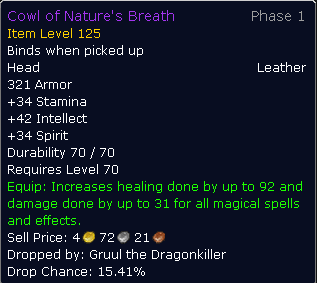 Cowl of Nature's Breath Phase 1
Item Level 125
Binds when picked up
Head Leather
321 Armor
+34 Stamina
+42 Intellect
+34 Spirit
Durability 70 / 70
Requires Level 70
Equip: Increases healing done by up to 92 and
damage done by up to 31 for all magical spells
and effects.
Sell Price: 4 72 21
Dropped by: Gruul the Dragonkiller
Drop Chance: 15.41%